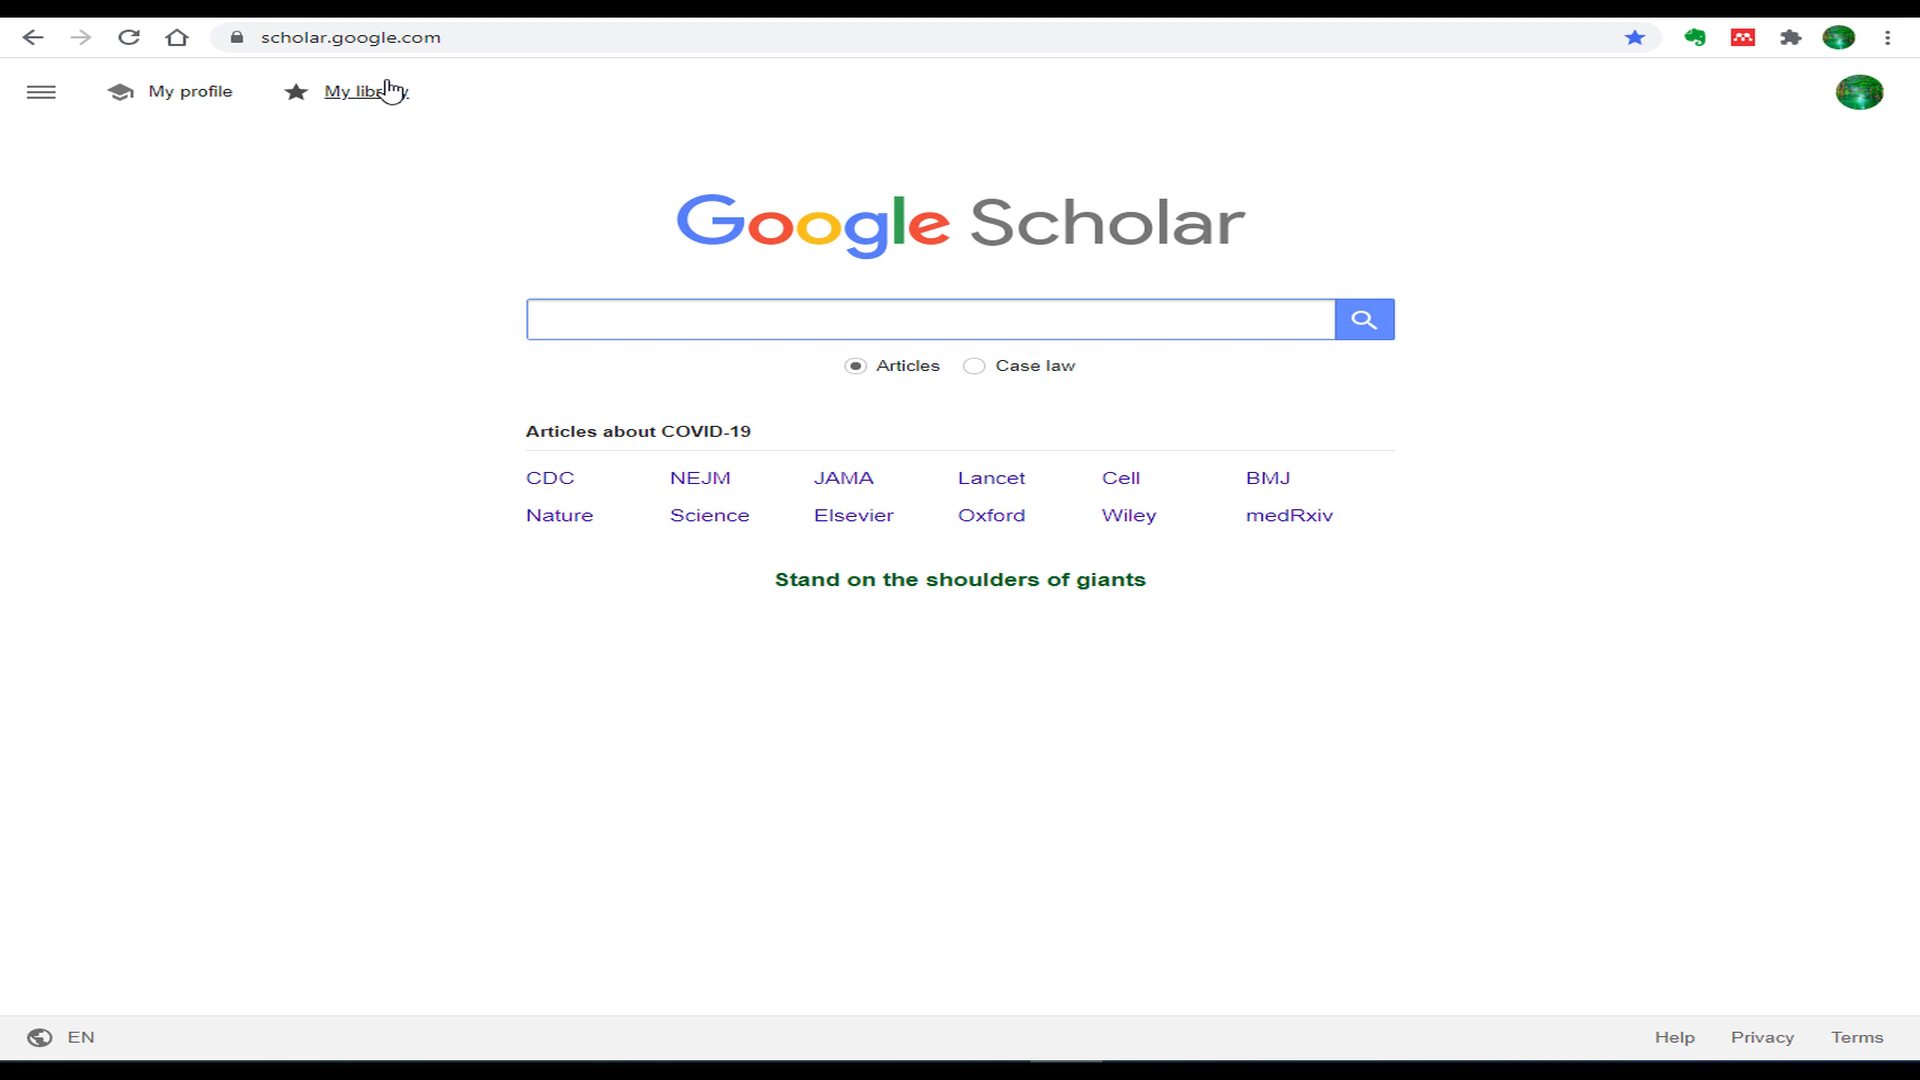 scholar.google.com
My profile
My library
Google Scholar
Articles
Case law
Articles about COVID-19
CDC NEJM JAMA Lancet Cell BMJ
Nature Science Elsevier Oxford Wiley medRxiv
Stand on the shoulders of giants
EN
Help Privacy Terms